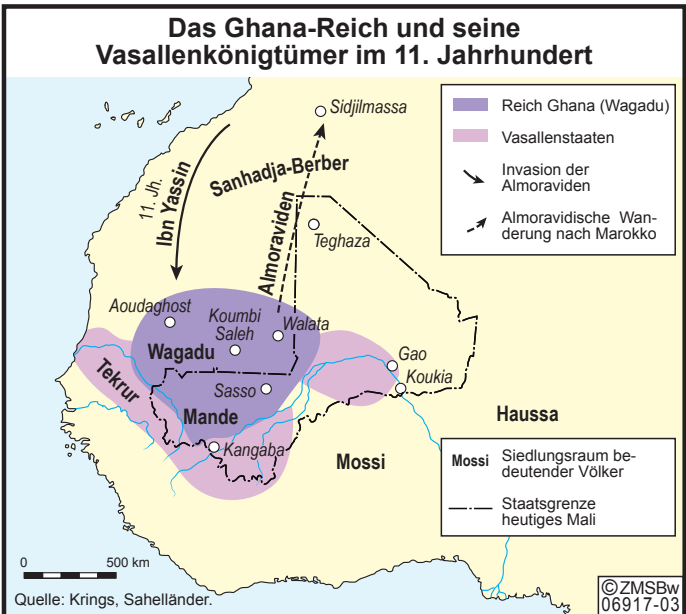 Das Ghana-Reich und seine
Vasallenkönigtümer im 11. Jahrhundert
Sidjilmassa
Reich Ghana (Wagadu)
Vasallenstaaten
Invasion der
Almoraviden
Almoravidische Wan-
derung nach Marokko
Sanhadja-Berber
11. Jh.
Ibn Yassin
Almoraviden
Teghaza
Aoudaghost
Koumbi
Saleh
Walata
Wagadu
Gao
Koukia
Tekrur
Sasso
Mande
Haussa
Kangaba
Mossi
Mossi Siedlungsraum be-
deutender Völker
Staatsgrenze
heutiges Mali
0 500 km
Quelle: Krings, Sahelländer.
©ZMSBw
06917-03